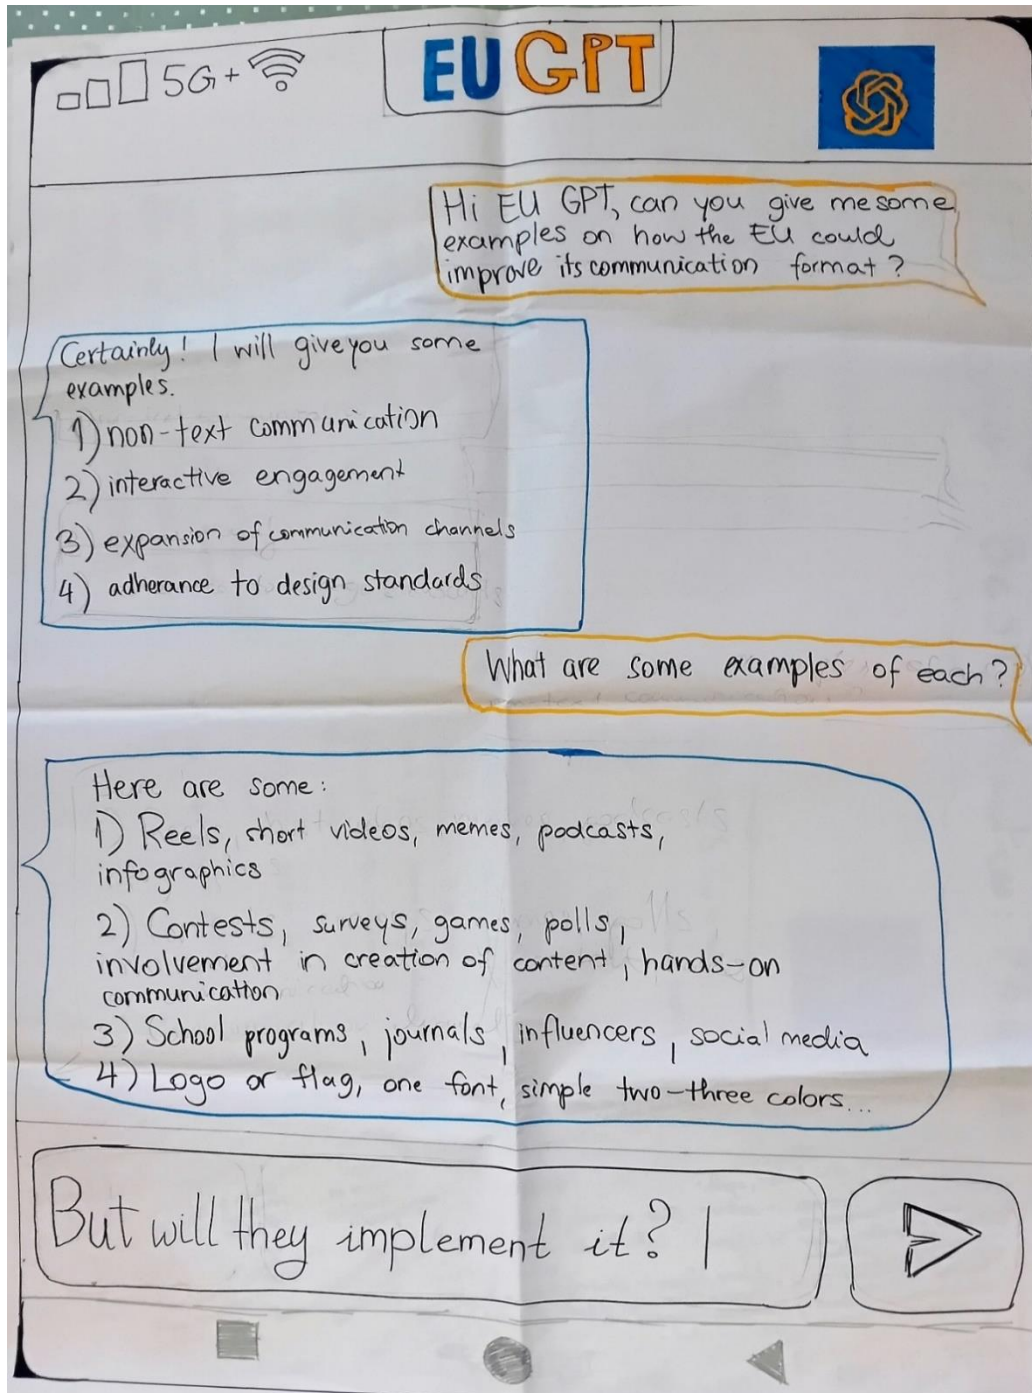 5G+
EU GPT
Hi EU GPT, can you give me some
examples on how the EU could
improve its communication format?
Certainly! I will give you some
examples.
1) non-text communication
2) interactive engagement
3) expansion of communication channels
4) adherance to design standards
What are some examples of each?
Here are some:
1) Reels, short videos, memes, podcasts,
infographics
2) Contests, surveys, games, polls,
involvement in creation of content, hands-on
communication
3) School programs, journals, influencers, social media
4) Logo or flag, one font, simple two-three colors...
But will they implement it? |